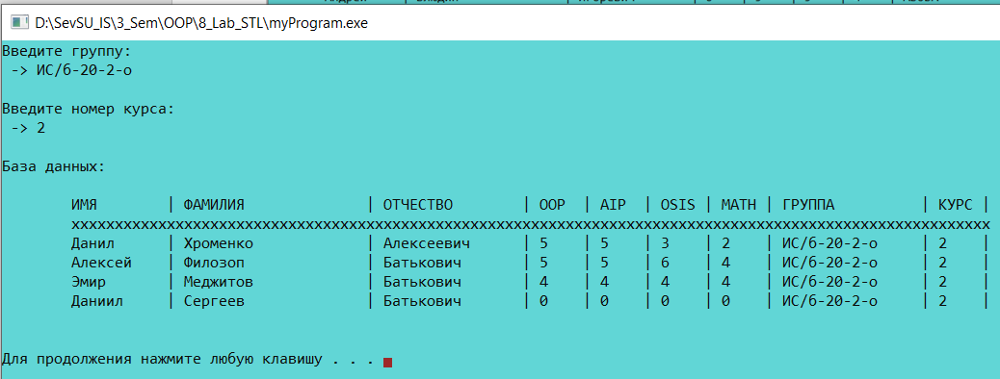 D:\SevSU_IS\3_Sem\OOP\8_Lab_STL\myProgram.exe
Введите группу:
-> ИС/б-20-2-о
Введите номер курса:
-> 2
База данных:
ИМЯ | ФАМИЛИЯ | ОТЧЕСТВО | OOP | AIP | OSIS | MATH | ГРУППА | КУРС |
xxxxxxxxxxxxxxxxxxxxxxxxxxxxxxxxxxxxxxxxxxxxxxxxxxxxxxxxxxxxxxxxxxxxxxxxxxxxxxxxxxxxxxxxxxxxxxxxxxxxxxxxxx
Данил | Хроменко | Алексеевич | 5 | 5 | 3 | 2 | ИС/б-20-2-о | 2 |
Алексей | Филозоп | Батькович | 5 | 5 | 6 | 4 | ИС/б-20-2-о | 2 |
Эмир | Меджитов | Батькович | 4 | 4 | 4 | 4 | ИС/б-20-2-о | 2 |
Даниил | Сергеев | Батькович | 0 | 0 | 0 | 0 | ИС/б-20-2-о | 2 |
Для продолжения нажмите любую клавишу . . .